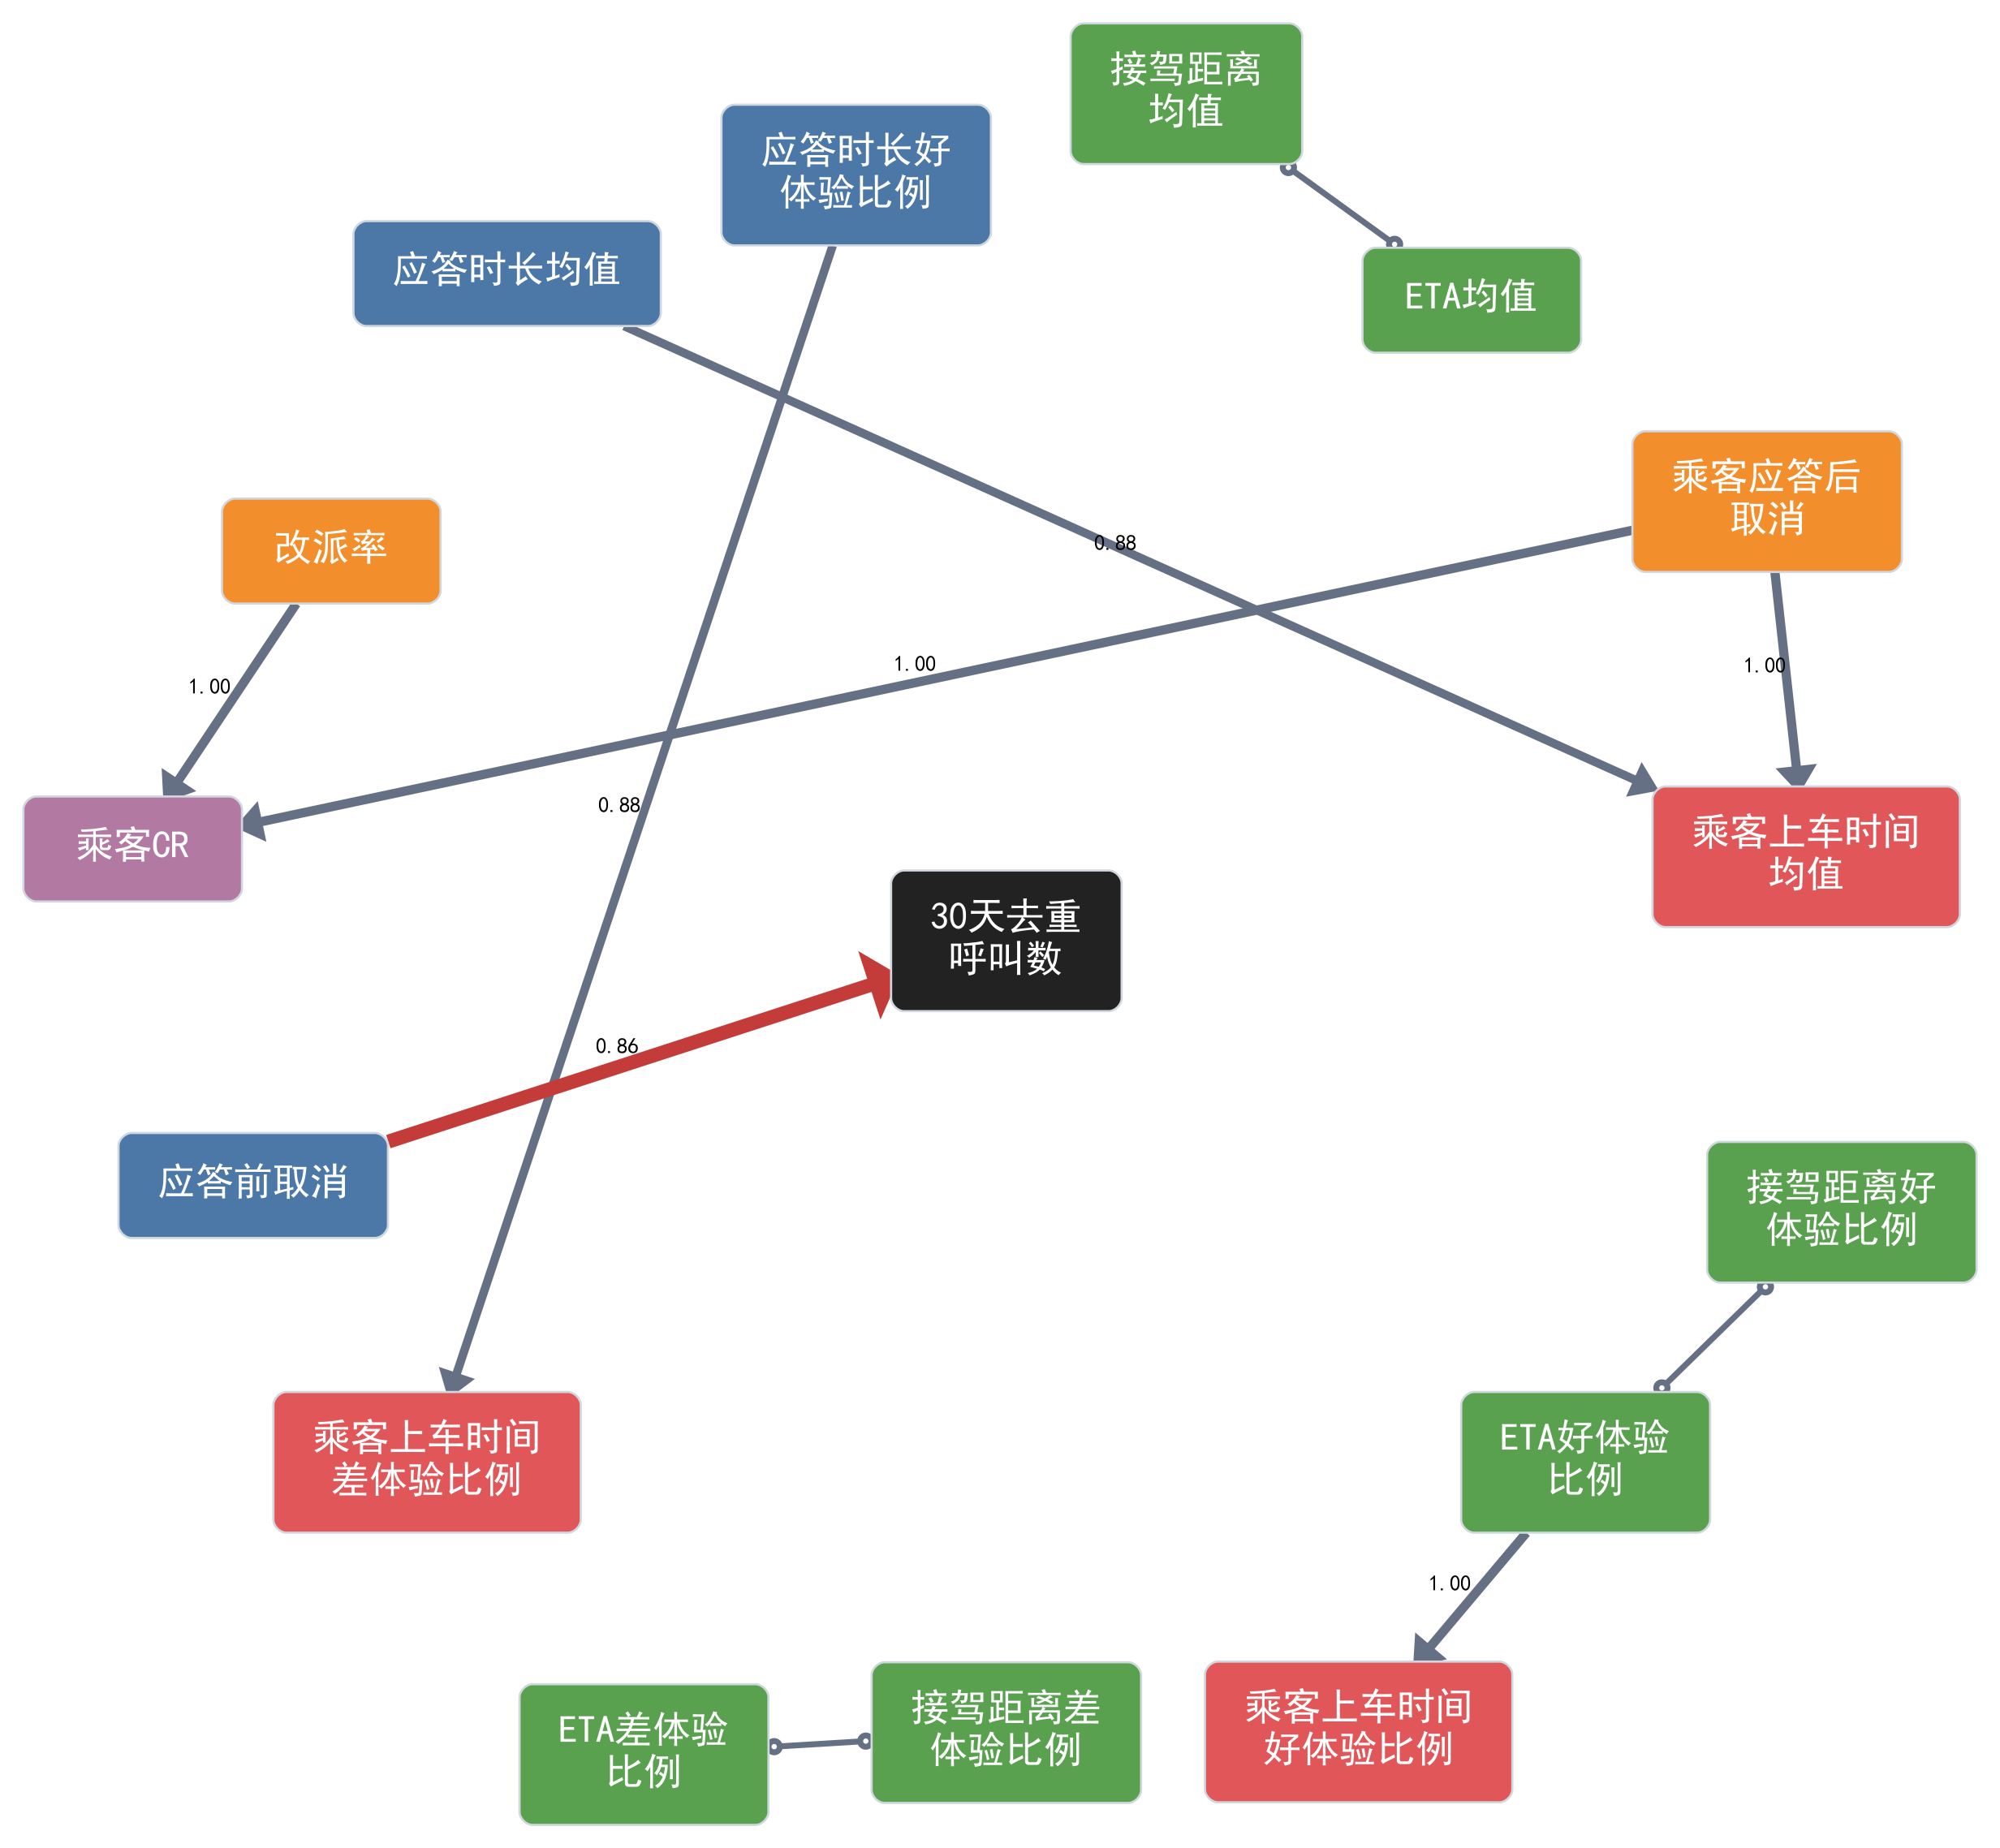 接驾距离
均值
应答时长好
体验比例
应答时长均值
ETA均值
乘客应答后
取消
改派率
0.88
1.00
1.00
1.00
0.88
乘客CR
乘客上车时间
均值
30天去重
呼叫数
0.86
应答前取消
接驾距离好
体验比例
乘客上车时间
差体验比例
ETA好体验
比例
1.00
ETA差体验
比例
接驾距离差
体验比例
乘客上车时间
好体验比例